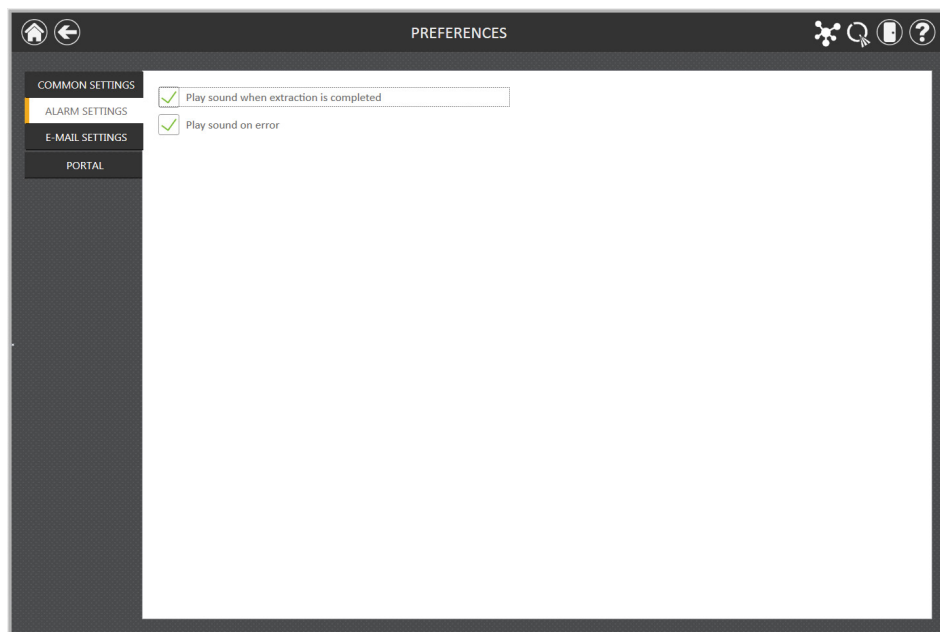 PREFERENCES
?
COMMON SETTINGS
ALARM SETTINGS
E-MAIL SETTINGS
PORTAL
Play sound when extraction is completed
Play sound on error